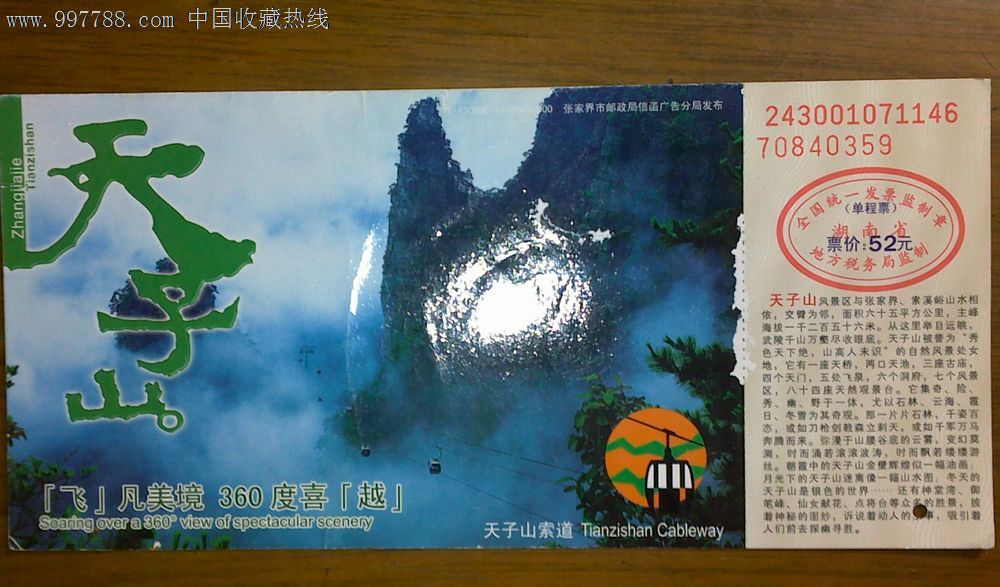 www.997788.com 中国收藏热线
张家界市邮政局信函广告分局发布
Zhangjiajie
Tianzishan
天子山
「飞」凡美境 360度喜「越」
Soaring over a 360° view of spectacular scenery
天子山索道 Tianzishan Cableway
243001071146
70840359
全国统一发票监制章
(单程票)
湖南省
票价:52元
地方税务局监制
天子山风景区与张家界、索溪峪山水相
依,交臂为邻,面积六十五平方公里,主峰
海拔一千二百五十六米。从这里举目远眺,
武陵千山万壑尽收眼底。天子山被誉为“秀
色天下绝,山高人未识”的自然风景处女
地,它有一座天桥,两口天池,三座古庙,
四个天门,五处飞泉,六个洞府,七个风景
区,八十四座天然观景台。它集奇、险、
秀、幽、野于一体,尤以石林、云海、霞
日、冬雪为其奇观。那一片片石林,千姿百
态,或如刀枪剑戟森立刺天,或如千军万马
奔腾而来。弥漫于山腰谷底的云雾,变幻莫
测,时而涌若滚滚波涛,时而飘若缕缕游
丝。朝霞中的天子山金壁辉煌似一幅油画,
月光下的天子山迷离像一幅山水图。冬天的
天子山是银色的世界……还有神堂湾、御
笔峰、仙女献花、点将台等众多的胜景,披
着神秘的面纱,诉说着动人的事,吸引着
人们前去探幽寻胜。